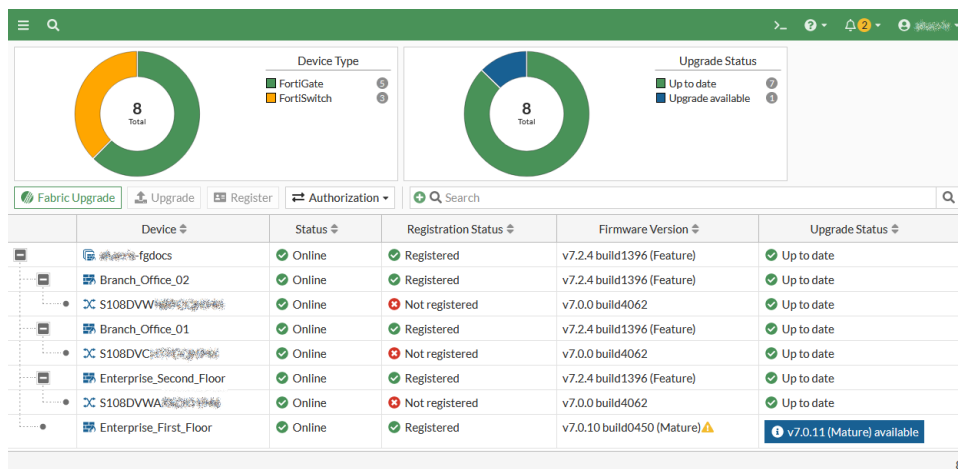 2
Device Type
FortiGate 5
FortiSwitch 3
8
Total
Upgrade Status
Up to date 7
Upgrade available 1
8
Total
Fabric Upgrade Upgrade Register Authorization Search
Device Status Registration Status Firmware Version Upgrade Status
-fgdocs Online Registered v7.2.4 build1396 (Feature) Up to date
Branch_Office_02 Online Registered v7.2.4 build1396 (Feature) Up to date
S108DVW Online Not registered v7.0.0 build4062 Up to date
Branch_Office_01 Online Registered v7.2.4 build1396 (Feature) Up to date
S108DVC Online Not registered v7.0.0 build4062 Up to date
Enterprise_Second_Floor Online Registered v7.2.4 build1396 (Feature) Up to date
S108DVWA Online Not registered v7.0.0 build4062 Up to date
Enterprise_First_Floor Online Registered v7.0.10 build0450 (Mature) v7.0.11 (Mature) available